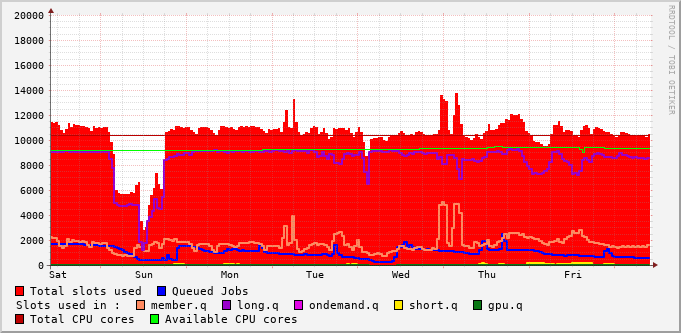 20000
18000
16000
14000
12000
10000
8000
6000
4000
2000
0
Sat Sun Mon Tue Wed Thu Fri
RRDTOOL / TOBI OETIKER
Total slots used Queued Jobs
Slots used in : member.q long.q ondemand.q short.q gpu.q
Total CPU cores Available CPU cores